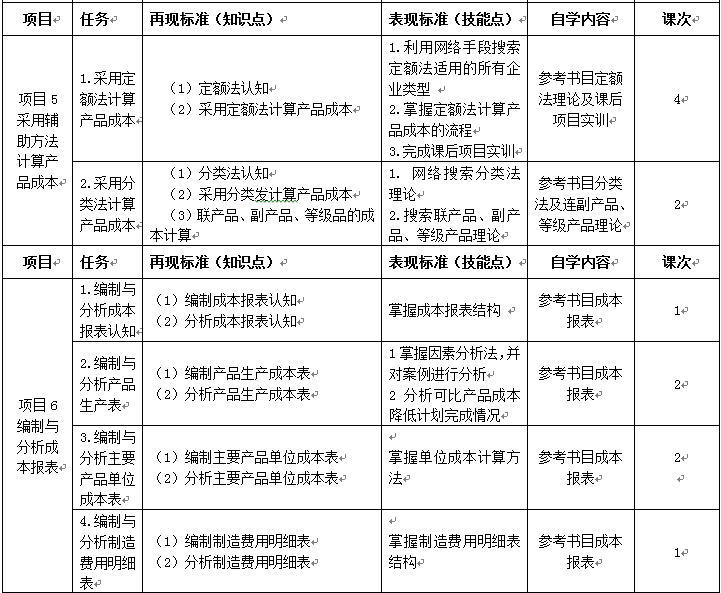 项目 任务 再现标准（知识点） 表现标准（技能点） 自学内容 课次
项目5
采用辅
助方法
计算产
品成本
1.采用定
额法计算
产品成本
（1）定额法认知
（2）采用定额法计算产品成本
1.利用网络手段搜索
定额法适用的所有企
业类型
2.掌握定额法计算产
品成本的流程
3.完成课后项目实训
参考书目定额
法理论及课后
项目实训
4
2.采用分
类法计算
产品成本
（1）分类法认知
（2）采用分类发计算产品成本
（3）联产品、副产品、等级品的成
本计算
1. 网络搜索分类法
理论
2.搜索联产品、副产
品、等级产品理论
参考书目分类
法及连副产品、
等级产品理论
2
项目 任务 再现标准（知识点） 表现标准（技能点） 自学内容 课次
项目6
编制与
分析成
本报表
1.编制与
分析成本
报表认知
（1）编制成本报表认知
（2）分析成本报表认知
掌握成本报表结构
参考书目成本
报表
1
2.编制与
分析产品
生产表
（1）编制产品生产成本表
（2）分析产品生产成本表
1掌握因素分析法,并
对案例进行分析
2 分析可比产品成本
降低计划完成情况
参考书目成本
报表
2
3.编制与
分析主要
产品单位
成本表
（1）编制主要产品单位成本表
（2）分析主要产品单位成本表
掌握单位成本计算方
法
参考书目成本
报表
2
4.编制与
分析制造
费用明细
表
（1）编制制造费用明细表
（2）分析制造费用明细表
掌握制造费用明细表
结构
参考书目成本
报表
1